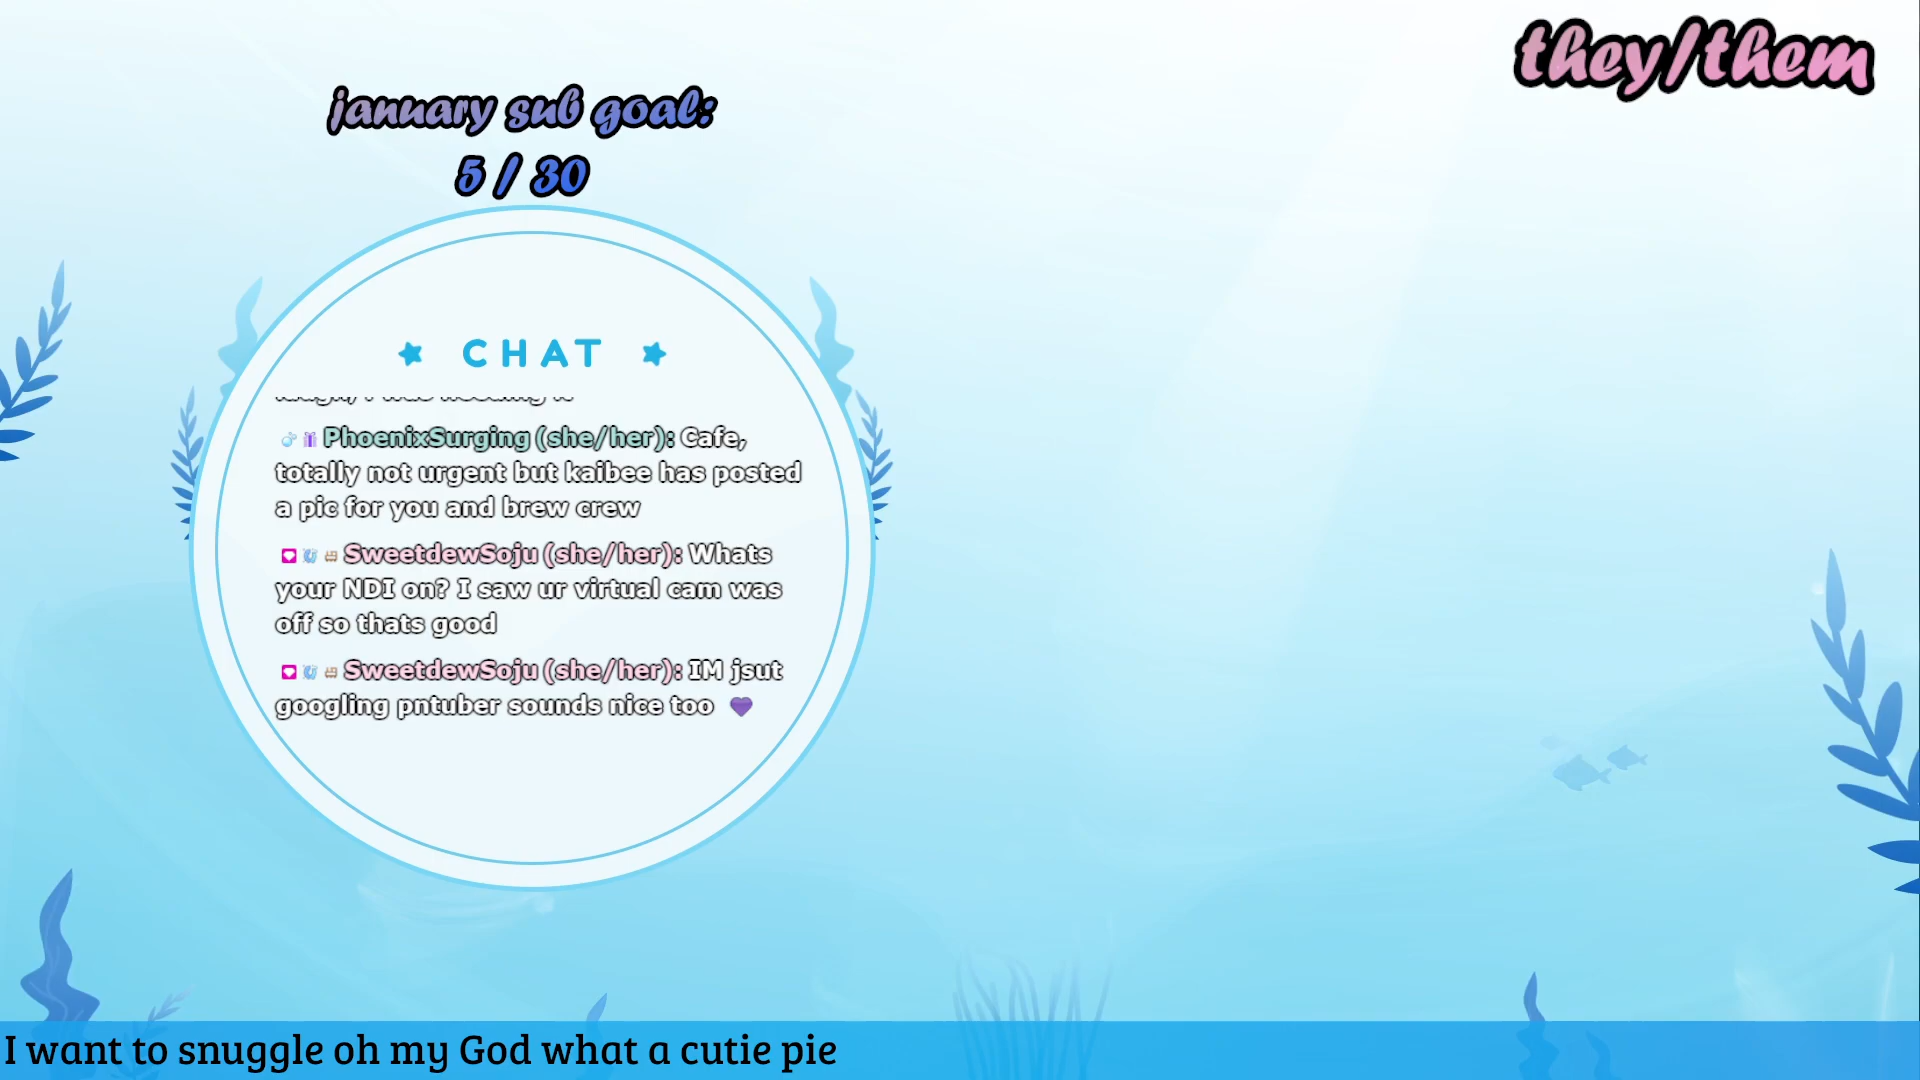 they/them
january sub goal:
5 / 30
CHAT
PhoenixSurging (she/her): Cafe,
totally not urgent but kaibee has posted
a pic for you and brew crew
SweetdewSoju (she/her): Whats
your NDI on? I saw ur virtual cam was
off so thats good
SweetdewSoju (she/her): IM jsut
googling pntuber sounds nice too
I want to snuggle oh my God what a cutie pie